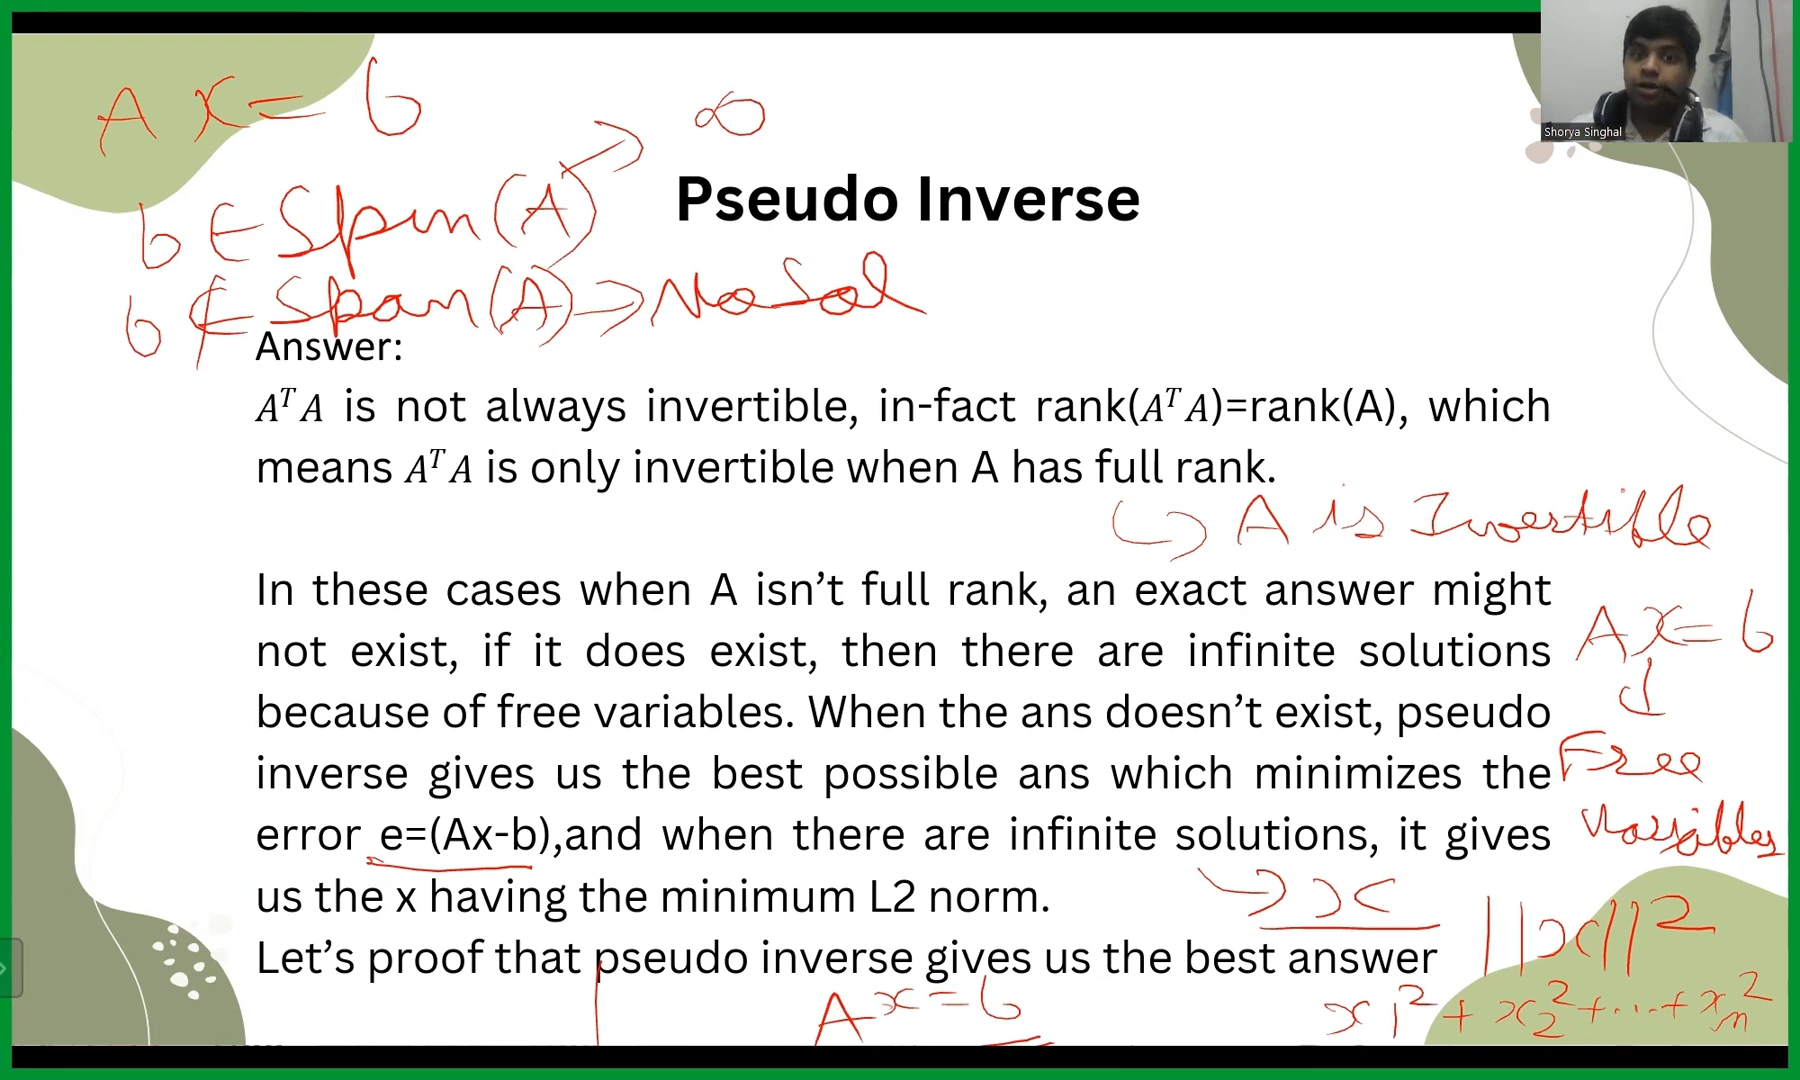 Shorya Singhal
Ax=b
∞
b∈Span(A)
Pseudo Inverse
b∉Span(A)→No Sol
Answer:
AᵀA is not always invertible, in-fact rank(AᵀA)=rank(A), which
means AᵀA is only invertible when A has full rank.
A is Invertible
In these cases when A isn’t full rank, an exact answer might
not exist, if it does exist, then there are infinite solutions
because of free variables. When the ans doesn’t exist, pseudo
inverse gives us the best possible ans which minimizes the
error e=(Ax-b),and when there are infinite solutions, it gives
us the x having the minimum L2 norm.
Let’s proof that pseudo inverse gives us the best answer
Ax=b
Free
Variables
→x
||x||²
x₁²+x₂²+...+xₙ²
Ax=b